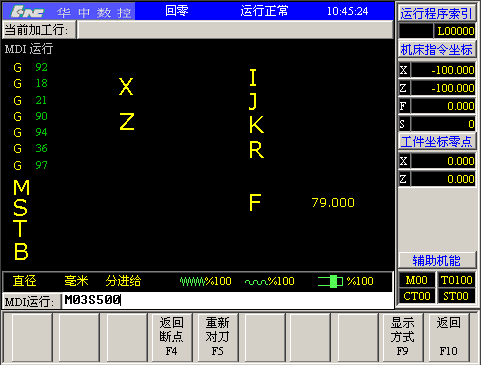 华中数控 回零 运行正常 10:45:24
当前加工行:
MDI 运行
G 92
G 18
G 21
G 90
G 94
G 36
G 97
M
S
T
B
X
Z
I
J
K
R
F 79.000
直径 毫米 分进给 %100 %100 %100
MDI运行: M03S500
返回断点 F4
重新对刀 F5
显示方式 F9
返回 F10
运行程序索引
L00000
机床指令坐标
X -100.000
Z -100.000
F 0.000
S 0
工件坐标零点
X 0.000
Z 0.000
辅助机能
M00 T0100
CT00 ST00